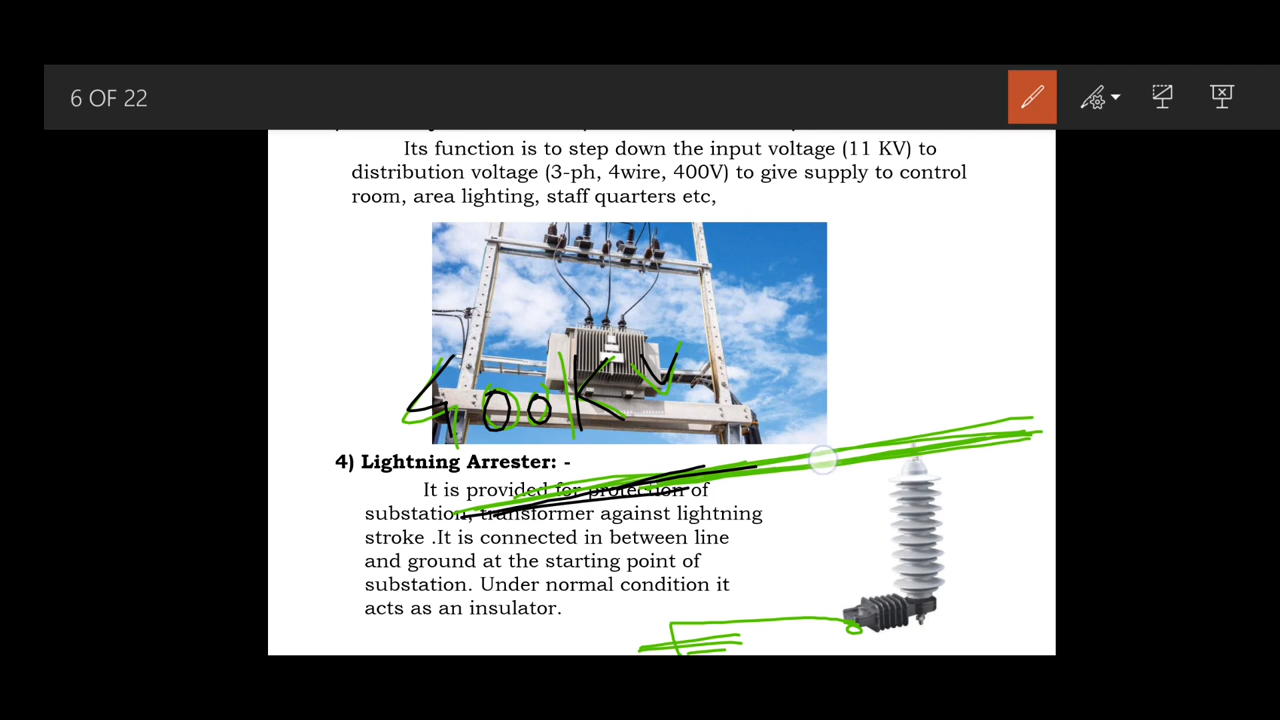 6 OF 22
Its function is to step down the input voltage (11 KV) to
distribution voltage (3-ph, 4wire, 400V) to give supply to control
room, area lighting, staff quarters etc,
400KV
4) Lightning Arrester: -
It is provided for protection of
substation, transformer against lightning
stroke .It is connected in between line
and ground at the starting point of
substation. Under normal condition it
acts as an insulator.